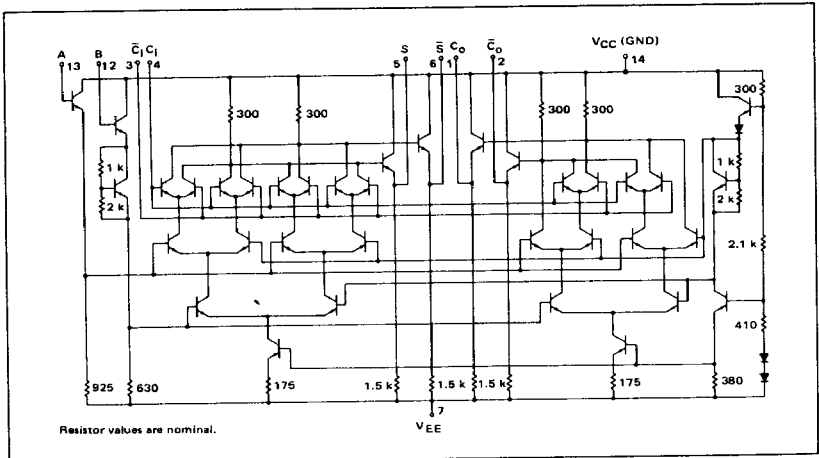 A
B
C̄i Ci
S
S̄
Co
C̄o
VCC (GND)
13
12
3 4
5
6
1
2
14
300
300
300
300
300
1 k
2 k
1 k
2 k
2.1 k
410
925
630
175
1.5 k
1.5 k
1.5 k
175
380
7
VEE
Resistor values are nominal.